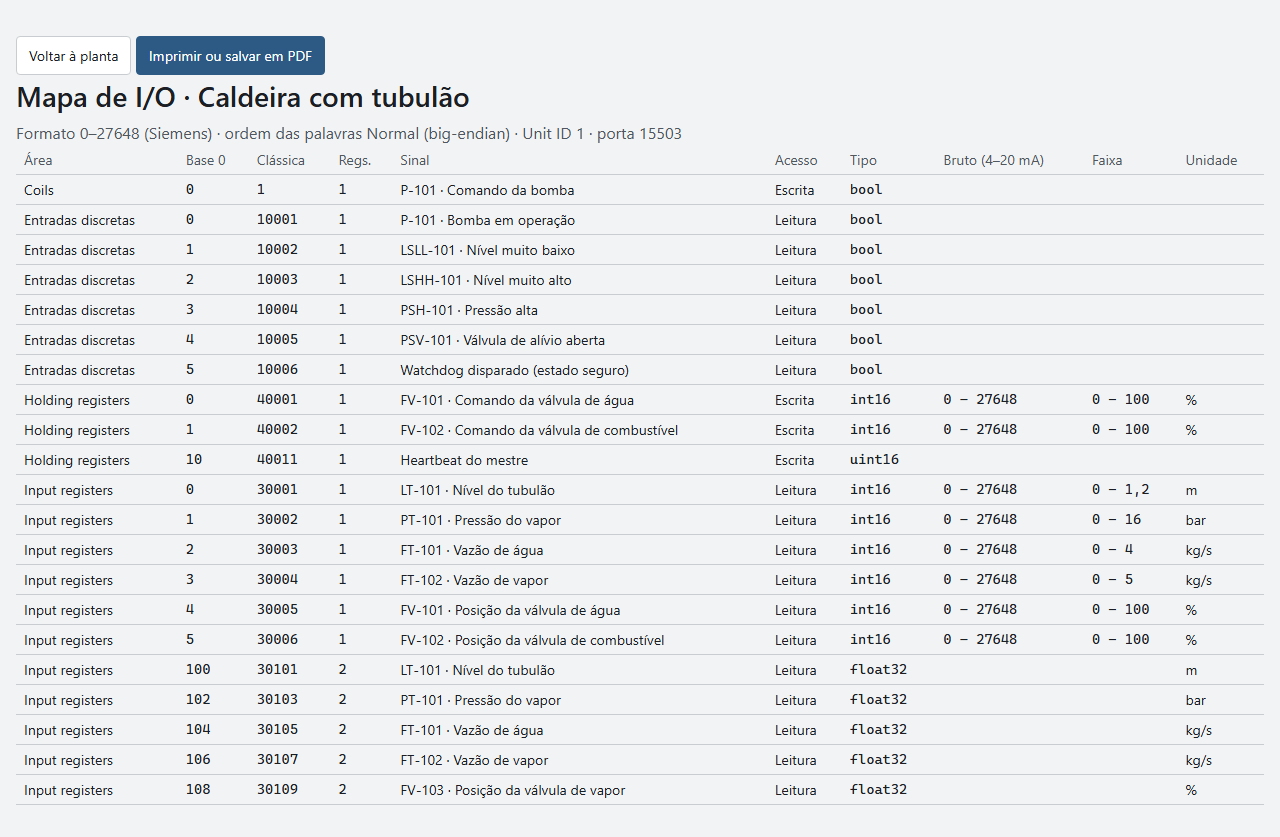 Voltar à planta Imprimir ou salvar em PDF
Mapa de I/O · Caldeira com tubulão
Formato 0–27648 (Siemens) · ordem das palavras Normal (big-endian) · Unit ID 1 · porta 15503
Área Base 0 Clássica Regs. Sinal Acesso Tipo Bruto (4–20 mA) Faixa Unidade
Coils 0 1 1 P-101 · Comando da bomba Escrita bool
Entradas discretas 0 10001 1 P-101 · Bomba em operação Leitura bool
Entradas discretas 1 10002 1 LSLL-101 · Nível muito baixo Leitura bool
Entradas discretas 2 10003 1 LSHH-101 · Nível muito alto Leitura bool
Entradas discretas 3 10004 1 PSH-101 · Pressão alta Leitura bool
Entradas discretas 4 10005 1 PSV-101 · Válvula de alívio aberta Leitura bool
Entradas discretas 5 10006 1 Watchdog disparado (estado seguro) Leitura bool
Holding registers 0 40001 1 FV-101 · Comando da válvula de água Escrita int16 0 – 27648 0 – 100 %
Holding registers 1 40002 1 FV-102 · Comando da válvula de combustível Escrita int16 0 – 27648 0 – 100 %
Holding registers 10 40011 1 Heartbeat do mestre Escrita uint16
Input registers 0 30001 1 LT-101 · Nível do tubulão Leitura int16 0 – 27648 0 – 1,2 m
Input registers 1 30002 1 PT-101 · Pressão do vapor Leitura int16 0 – 27648 0 – 16 bar
Input registers 2 30003 1 FT-101 · Vazão de água Leitura int16 0 – 27648 0 – 4 kg/s
Input registers 3 30004 1 FT-102 · Vazão de vapor Leitura int16 0 – 27648 0 – 5 kg/s
Input registers 4 30005 1 FV-101 · Posição da válvula de água Leitura int16 0 – 27648 0 – 100 %
Input registers 5 30006 1 FV-102 · Posição da válvula de combustível Leitura int16 0 – 27648 0 – 100 %
Input registers 100 30101 2 LT-101 · Nível do tubulão Leitura float32 m
Input registers 102 30103 2 PT-101 · Pressão do vapor Leitura float32 bar
Input registers 104 30105 2 FT-101 · Vazão de água Leitura float32 kg/s
Input registers 106 30107 2 FT-102 · Vazão de vapor Leitura float32 kg/s
Input registers 108 30109 2 FV-103 · Posição da válvula de vapor Leitura float32 %